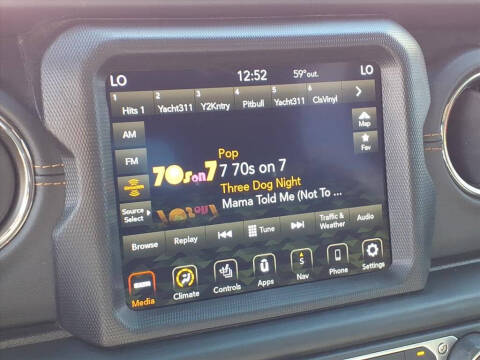 LO 12:52 59°out. LO
1 2 3 4 5 6
Hits 1 Yacht311 Y2Kntry Pitbull Yacht311 ClsVinyl >
AM
FM
Source Select
70s on 7
Pop
7 70s on 7
Three Dog Night
Mama Told Me (Not To ...
Map
Fav
Browse Replay Tune Traffic & Weather Audio
Media Climate Controls Apps Nav Phone Settings
S